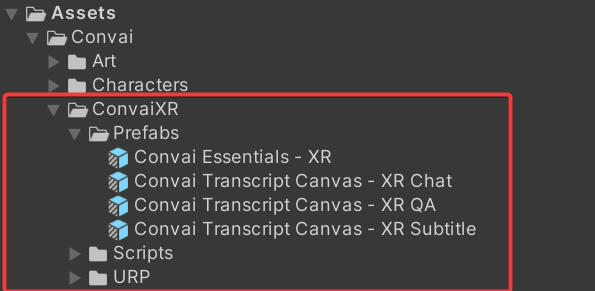 Assets
Convai
Art
Characters
ConvaiXR
Prefabs
Convai Essentials - XR
Convai Transcript Canvas - XR Chat
Convai Transcript Canvas - XR QA
Convai Transcript Canvas - XR Subtitle
Scripts
URP